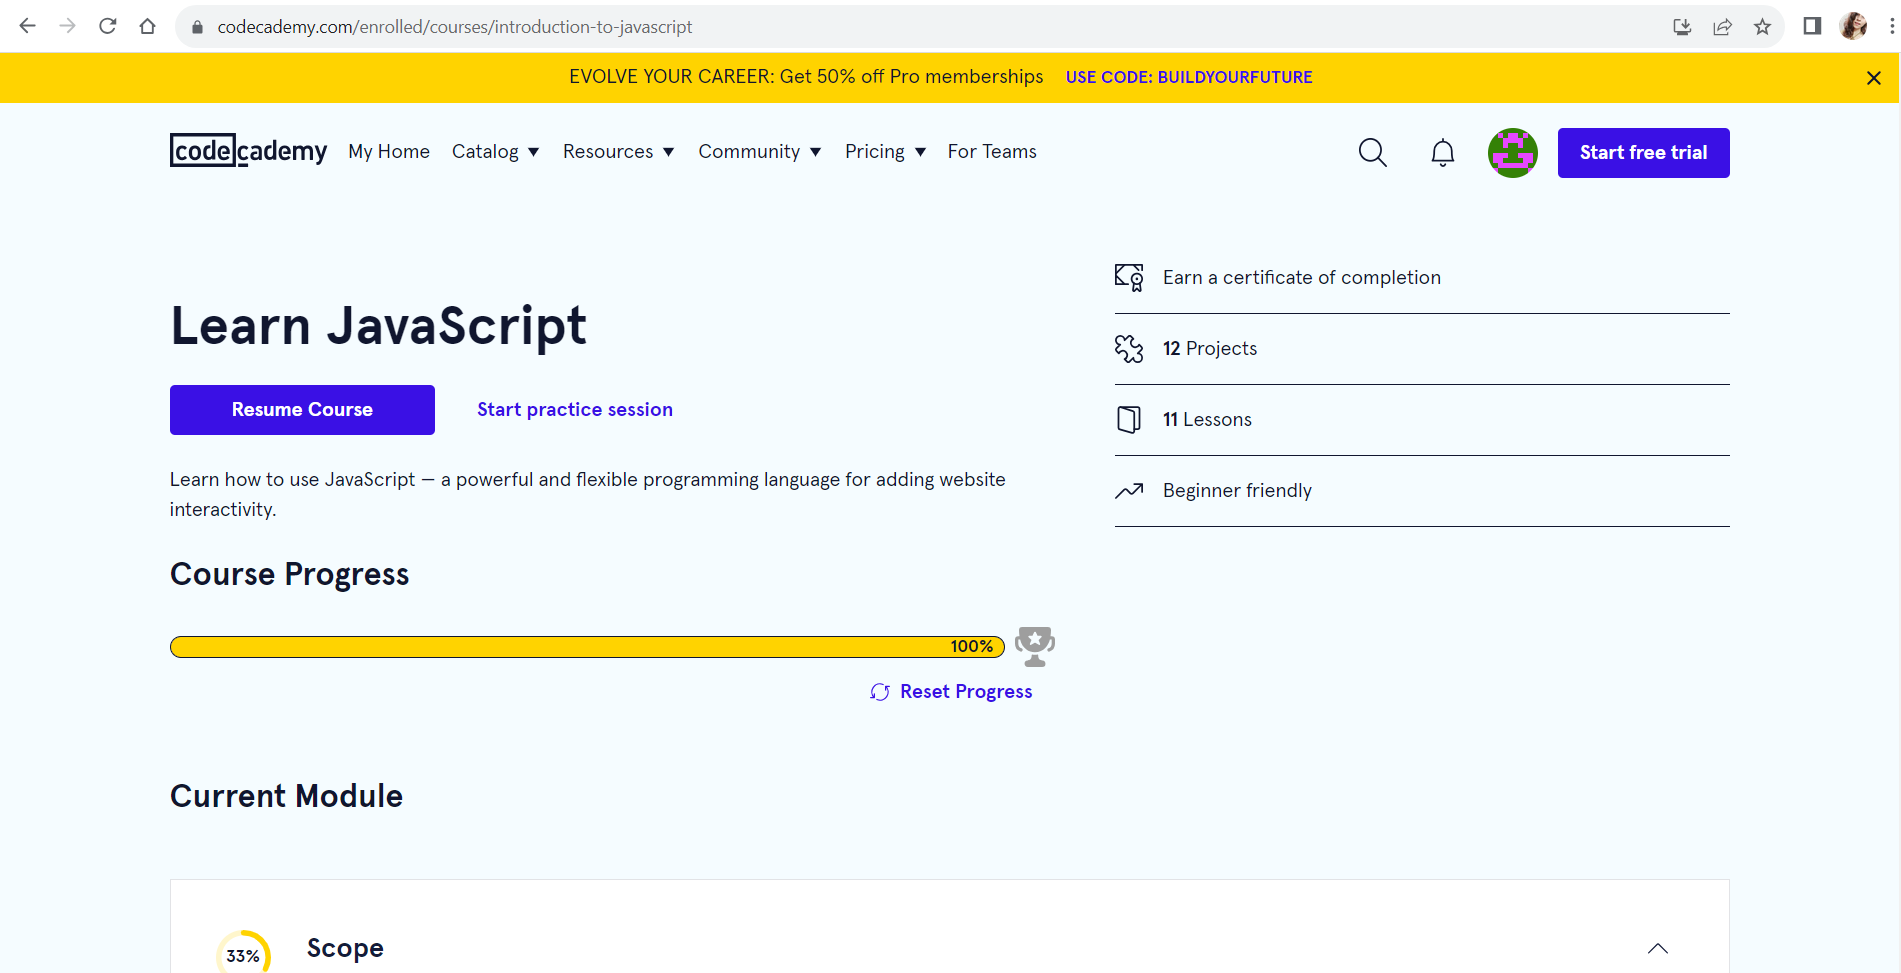 codecademy.com/enrolled/courses/introduction-to-javascript
EVOLVE YOUR CAREER: Get 50% off Pro memberships USE CODE: BUILDYOURFUTURE
codecademy My Home Catalog Resources Community Pricing For Teams Start free trial
Earn a certificate of completion
Learn JavaScript
12 Projects
Resume Course Start practice session
11 Lessons
Learn how to use JavaScript — a powerful and flexible programming language for adding website
interactivity.
Beginner friendly
Course Progress
100%
Reset Progress
Current Module
33% Scope